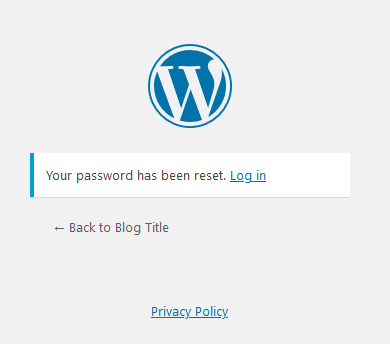 Your password has been reset. Log in
← Back to Blog Title
Privacy Policy